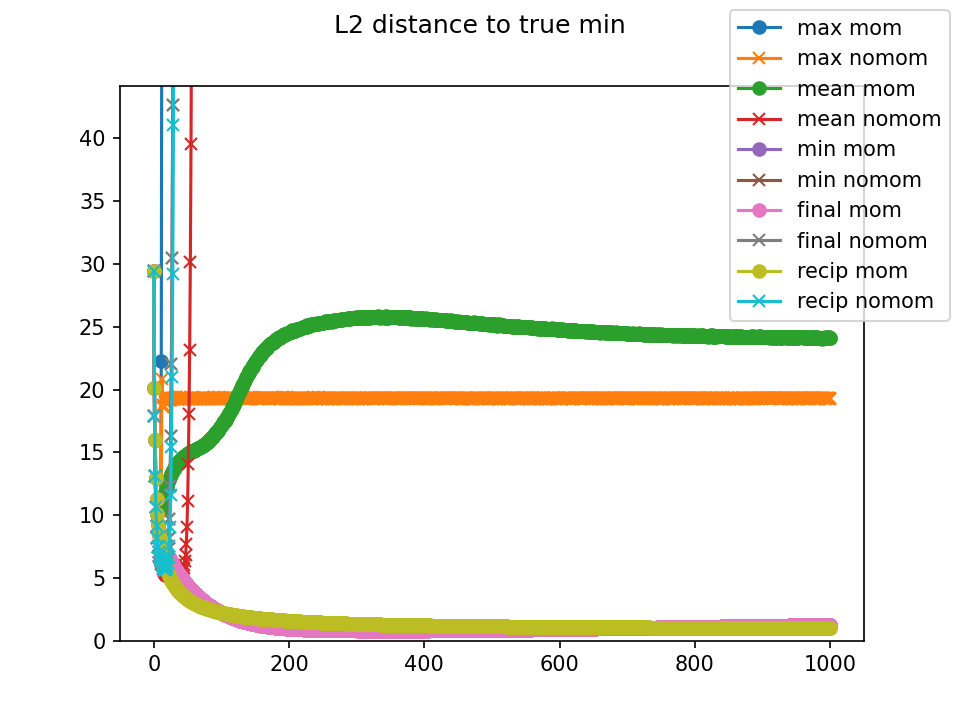 L2 distance to true min
max mom
max nomom
mean mom
mean nomom
min mom
min nomom
final mom
final nomom
recip mom
recip nomom
40
35
30
25
20
15
10
5
0
0 200 400 600 800 1000